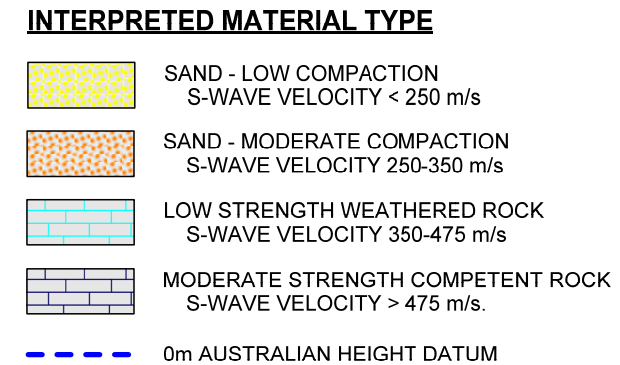 INTERPRETED MATERIAL TYPE
SAND - LOW COMPACTION
S-WAVE VELOCITY < 250 m/s
SAND - MODERATE COMPACTION
S-WAVE VELOCITY 250-350 m/s
LOW STRENGTH WEATHERED ROCK
S-WAVE VELOCITY 350-475 m/s
MODERATE STRENGTH COMPETENT ROCK
S-WAVE VELOCITY > 475 m/s.
0m AUSTRALIAN HEIGHT DATUM